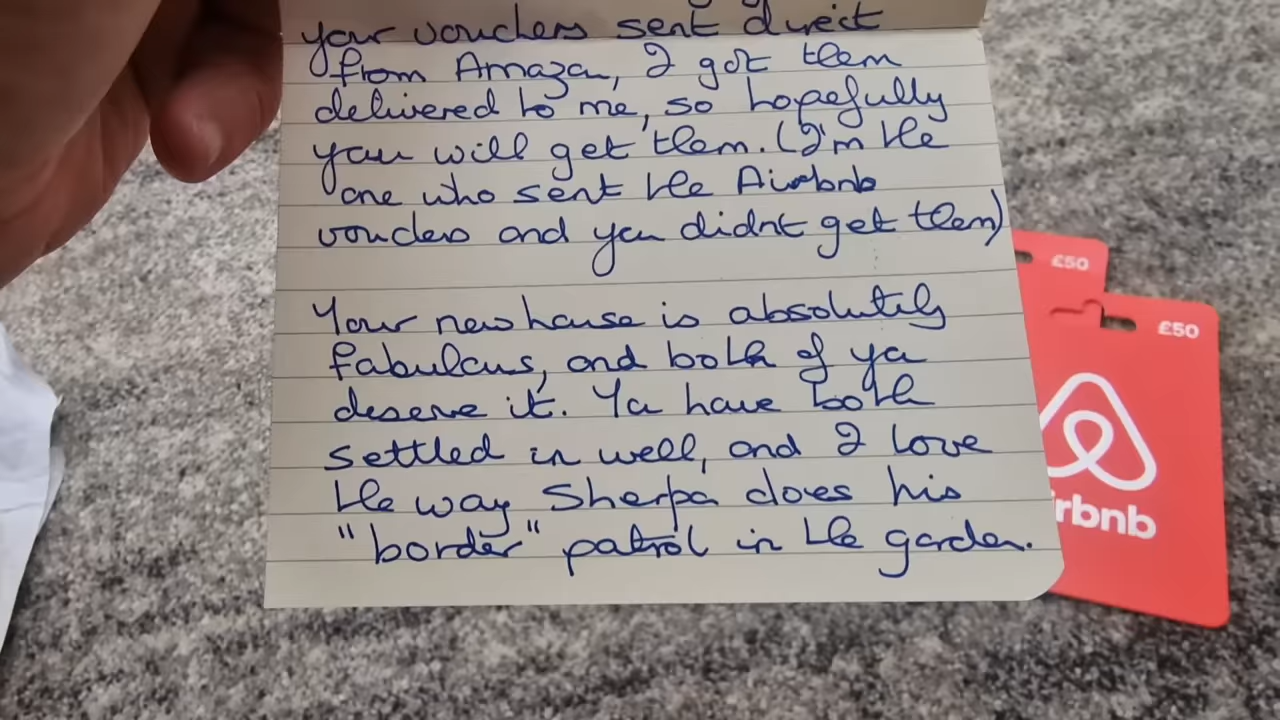 your vouchers sent direct
from Amazon, I got them
delivered to me, so hopefully
you will get them. (I'm the
one who sent the Airbnb
vouchers and you didnt get them)
Your new house is absolutely
fabulous, and both of you
deserve it. You have both
settled in well, and I love
the way Sherpa does his
"border" patrol in the garden.
£50
£50
rbnb